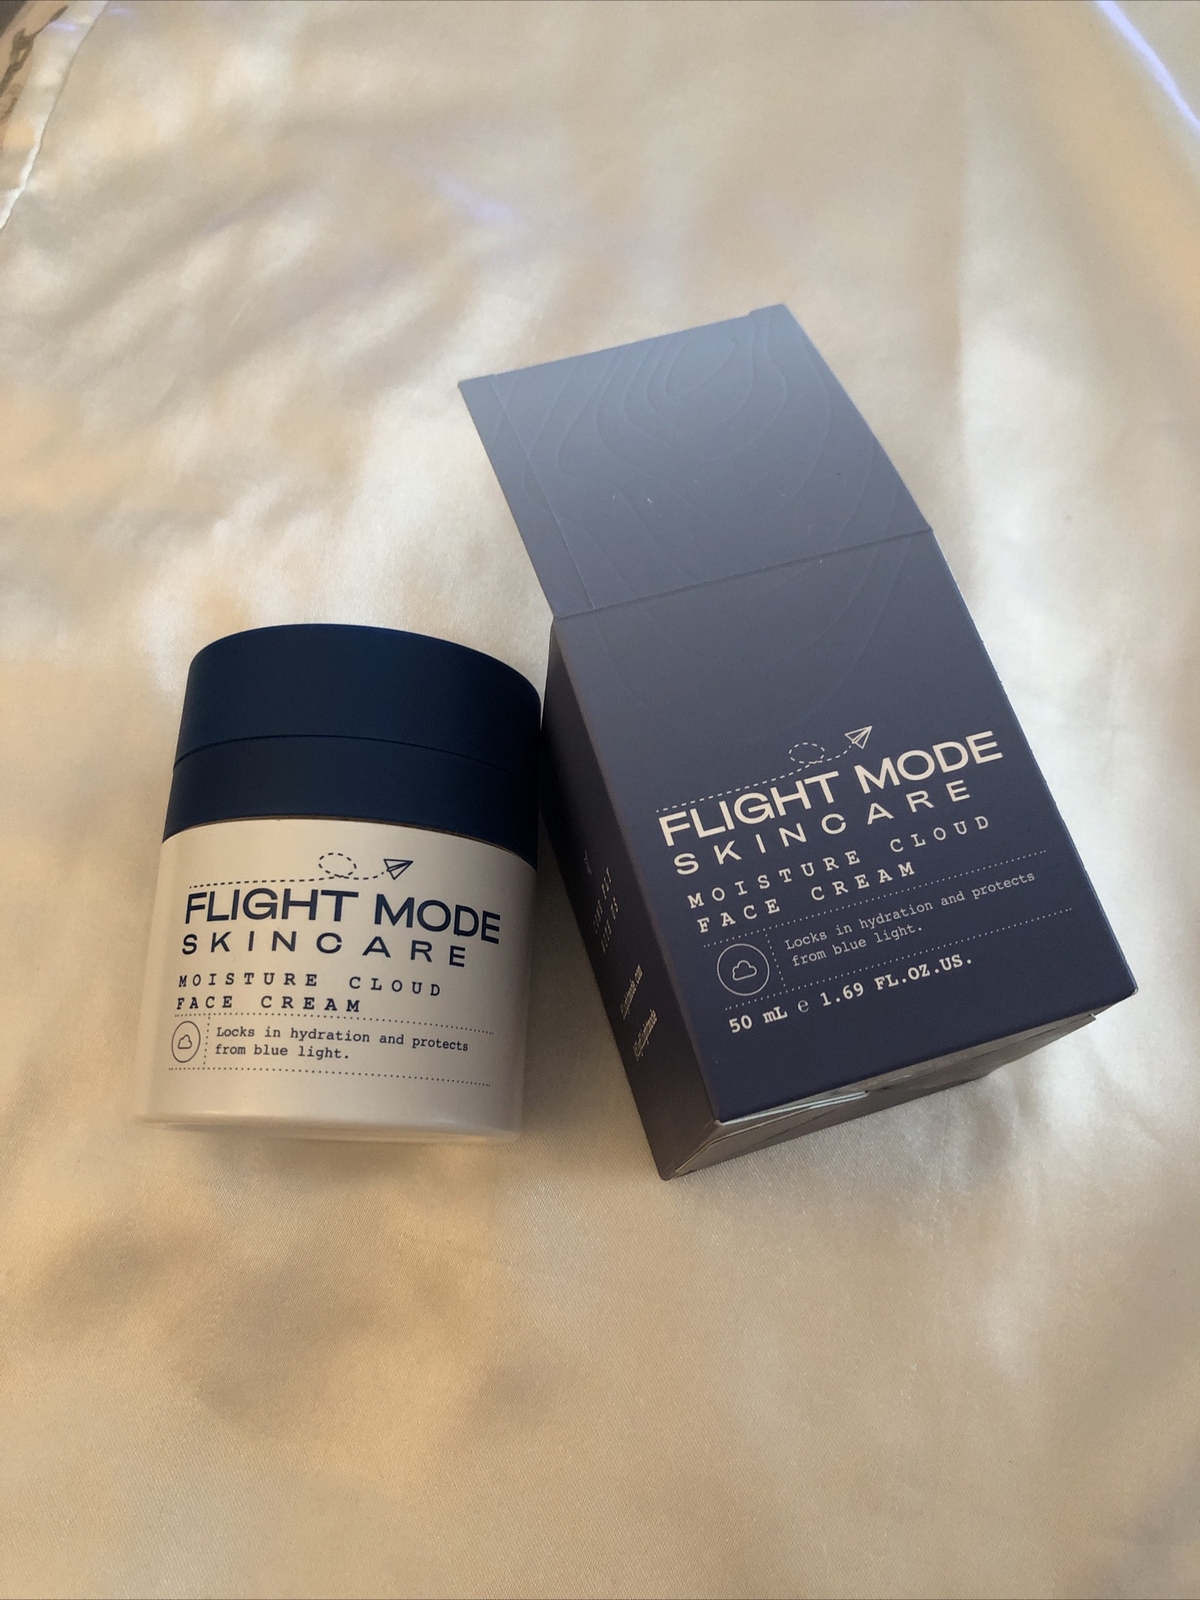 FLIGHT MODE
SKINCARE
MOISTURE CLOUD
FACE CREAM
Locks in hydration and protects
from blue light.
FLIGHT MODE
SKINCARE
MOISTURE CLOUD
FACE CREAM
Locks in hydration and protects
from blue light.
50 mL ℮ 1.69 FL.OZ.US.